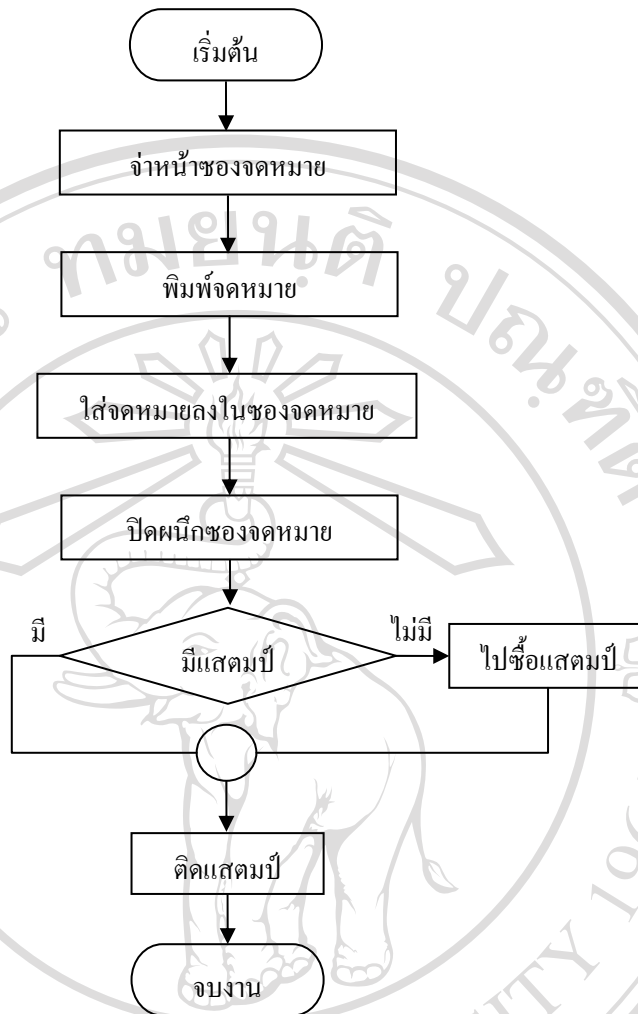 เริ่มต้น
จ่าหน้าซองจดหมาย
พิมพ์จดหมาย
ใส่จดหมายลงในซองจดหมาย
ปิดผนึกซองจดหมาย
มี
มีแสตมป์
ไม่มี
ไปซื้อแสตมป์
ติดแสตมป์
จบงาน